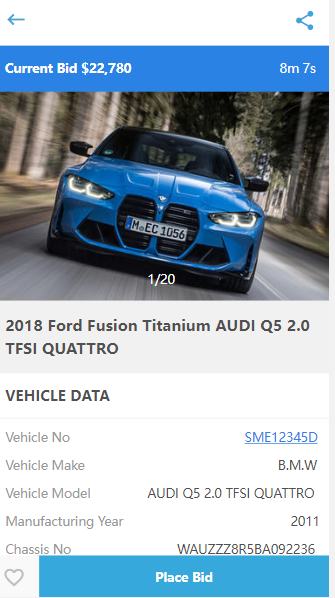 Current Bid $22,780 8m 7s
M EC 1056
1/20
2018 Ford Fusion Titanium AUDI Q5 2.0
TFSI QUATTRO
VEHICLE DATA
Vehicle No SME12345D
Vehicle Make B.M.W
Vehicle Model AUDI Q5 2.0 TFSI QUATTRO
Manufacturing Year 2011
Chassis No WAUZZZ8R5BA092236
Place Bid